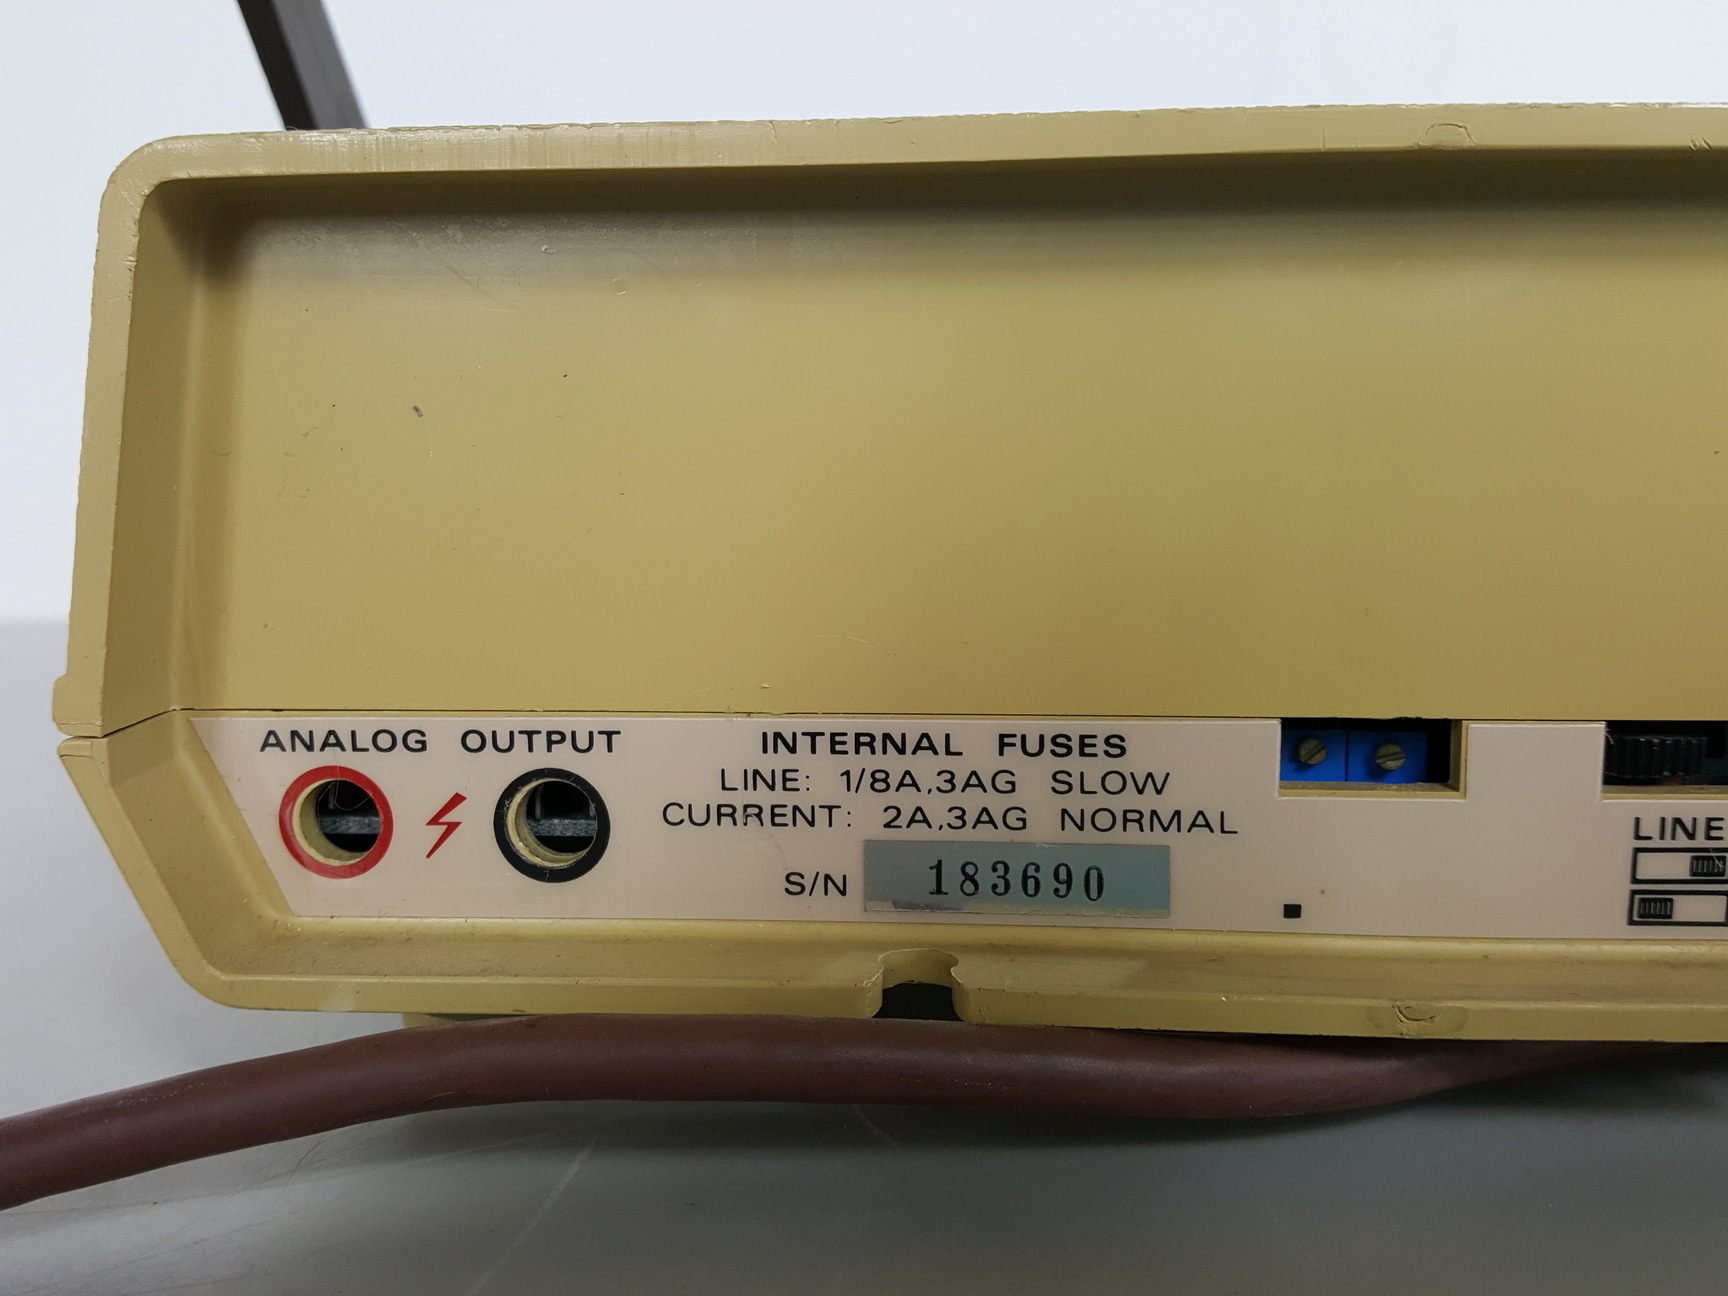 ANALOG OUTPUT
INTERNAL FUSES
LINE: 1/8A,3AG SLOW
CURRENT: 2A,3AG NORMAL
S/N 183690
LINE